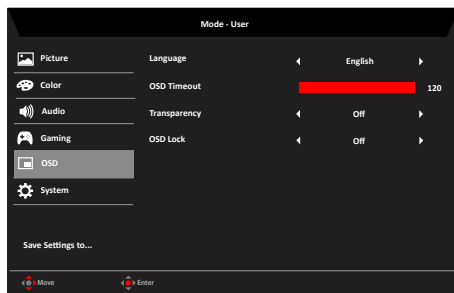 Mode - User
Picture
Language English
Color
OSD Timeout 120
Audio
Transparency Off
Gaming
OSD Lock Off
OSD
System
Save Settings to...
Move Enter